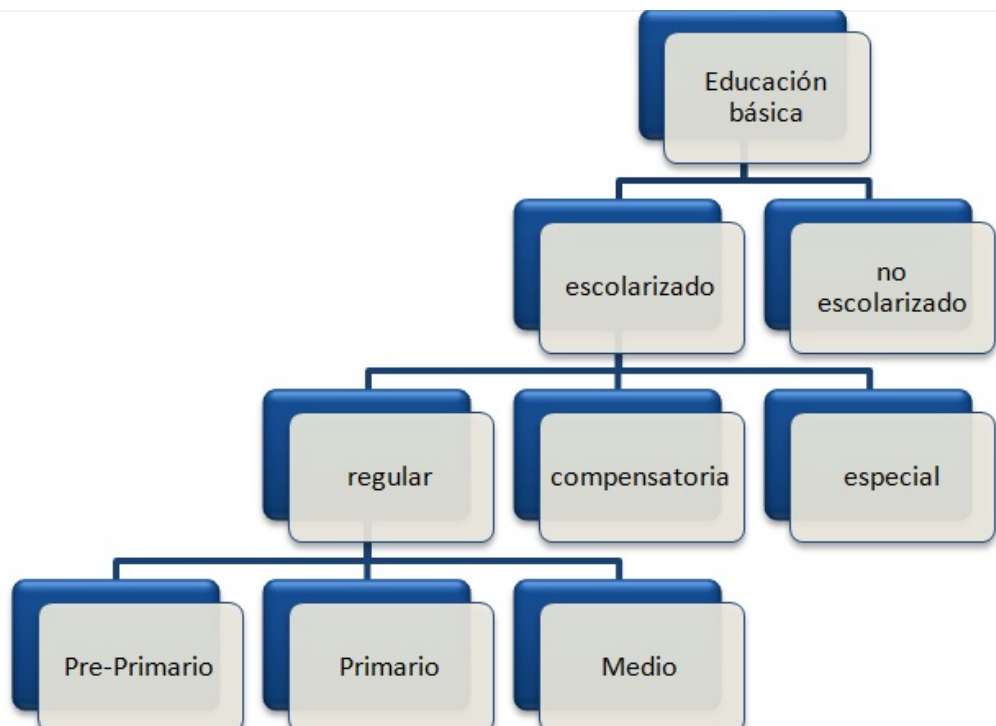 Educación
básica
escolarizado
no
escolarizado
regular
compensatoria
especial
Pre-Primario
Primario
Medio